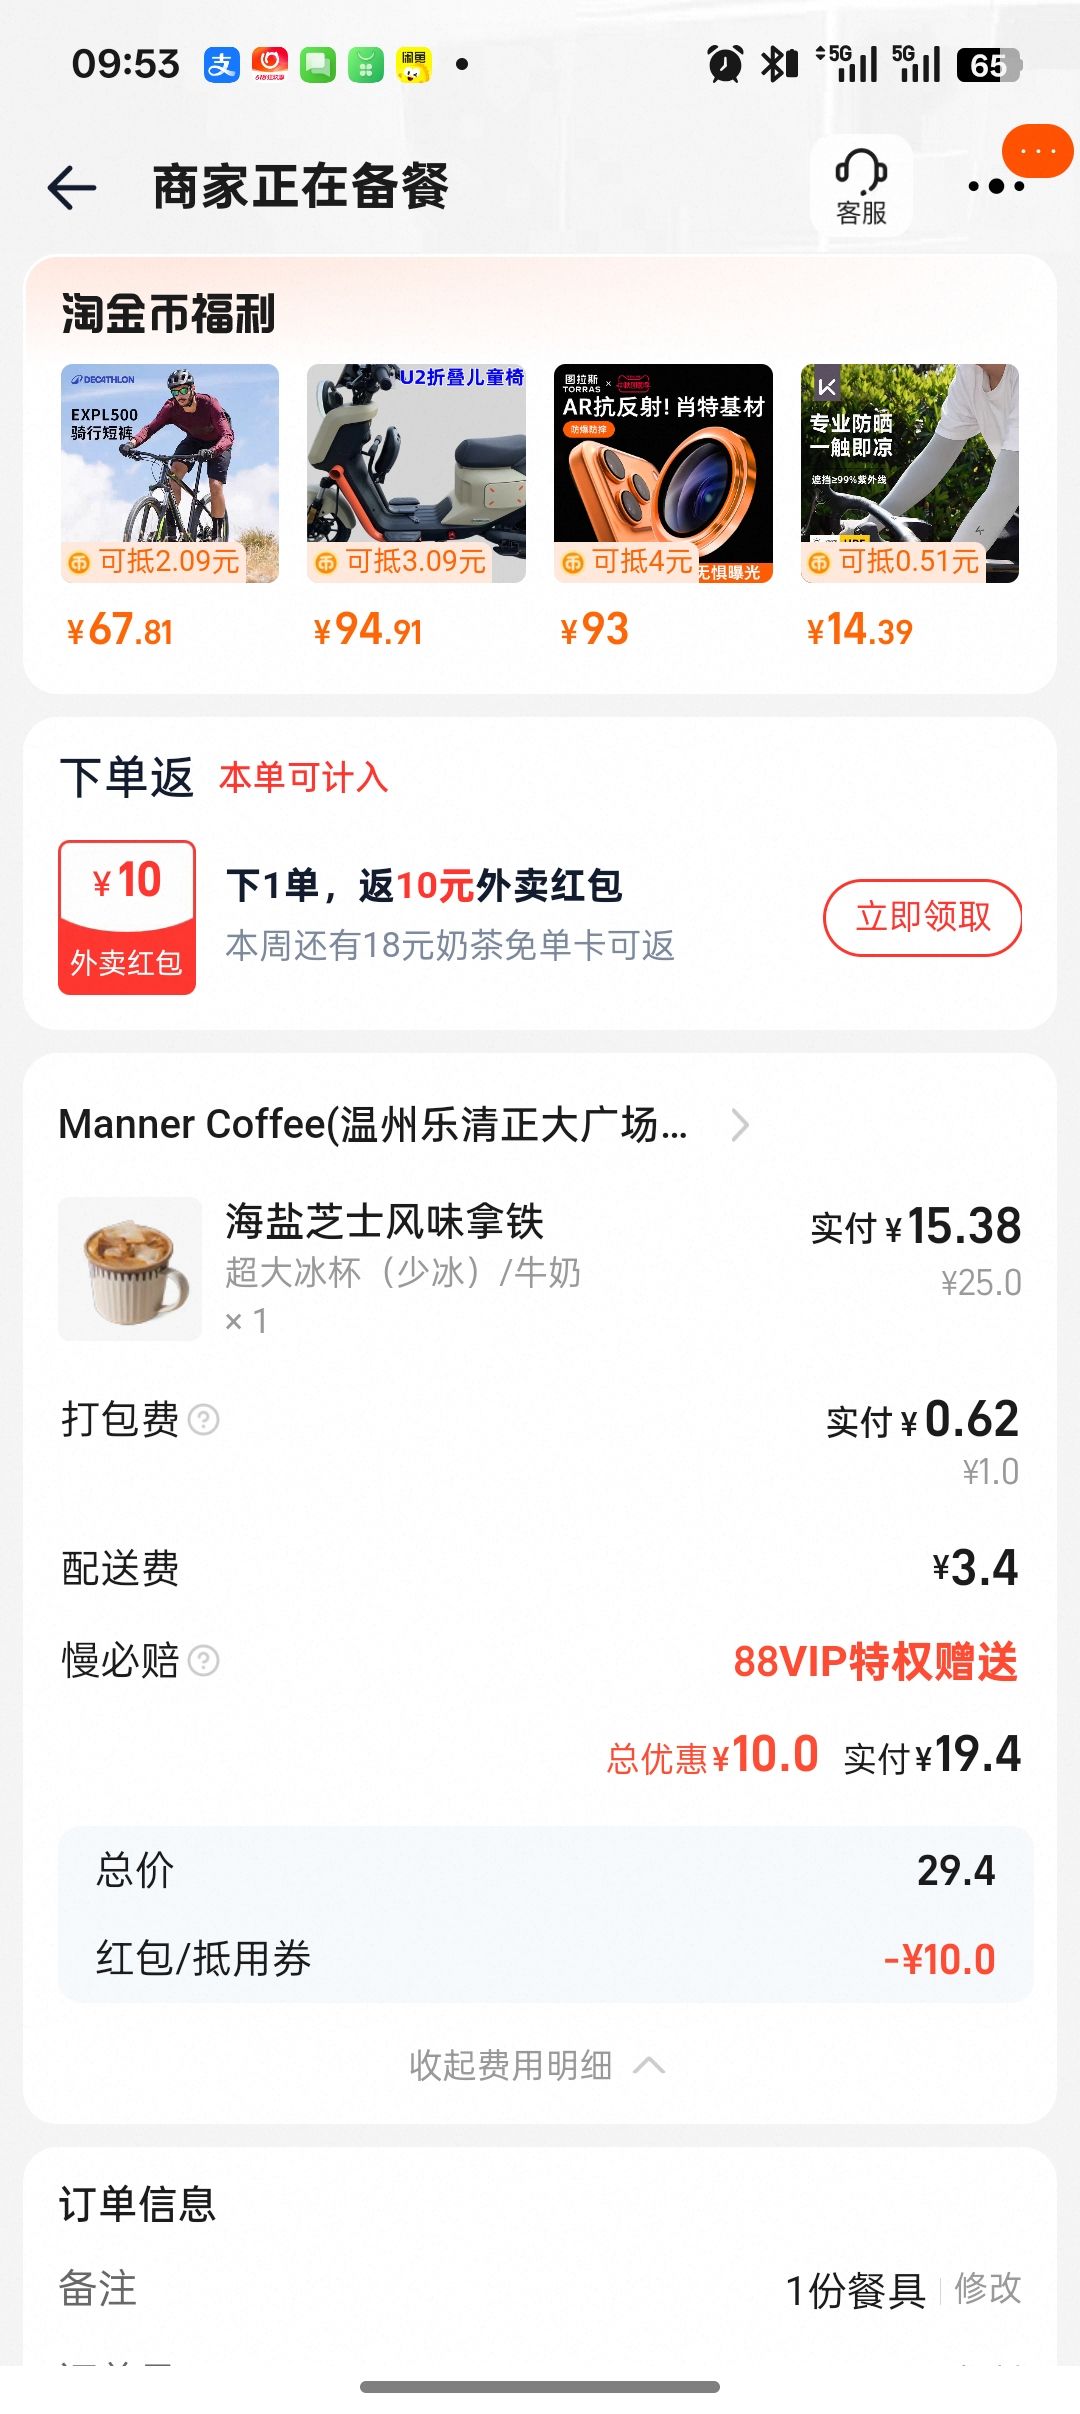 09:53
5G
5G
65
商家正在备餐
客服
淘金币福利
DECATHLON
EXPL500
骑行短裤
可抵2.09元
¥67.81
U2折叠儿童椅
可抵3.09元
¥94.91
图拉斯
TORRAS
AR抗反射! 肖特基材
防爆防摔
可抵4元
无惧曝光
¥93
专业防晒
一触即凉
遮挡≥99%紫外线
可抵0.51元
¥14.39
下单返 本单可计入
¥10
外卖红包
下1单，返10元外卖红包
本周还有18元奶茶免单卡可返
立即领取
Manner Coffee(温州乐清正大广场...
海盐芝士风味拿铁
实付¥15.38
超大冰杯（少冰）/牛奶
¥25.0
× 1
打包费
实付¥0.62
¥1.0
配送费
¥3.4
慢必赔
88VIP特权赠送
总优惠¥10.0 实付¥19.4
总价
29.4
红包/抵用券
-¥10.0
收起费用明细
订单信息
备注
1份餐具
修改